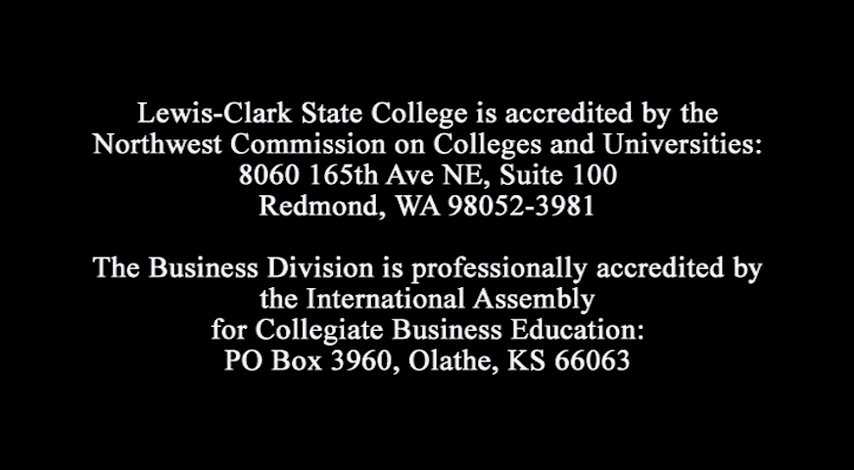 Lewis-Clark State College is accredited by the
Northwest Commission on Colleges and Universities:
8060 165th Ave NE, Suite 100
Redmond, WA 98052-3981
The Business Division is professionally accredited by
the International Assembly
for Collegiate Business Education:
PO Box 3960, Olathe, KS 66063